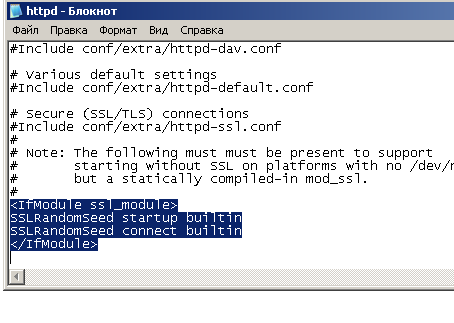 httpd - Блокнот
Файл Правка Формат Вид Справка
#Include conf/extra/httpd-dav.conf
# Various default settings
#Include conf/extra/httpd-default.conf
# Secure (SSL/TLS) connections
#Include conf/extra/httpd-ssl.conf
#
# Note: The following must must be present to support
#       starting without SSL on platforms with no
#       but a statically compiled-in mod_ssl.
#
<IfModule ssl_module>
SSLRandomSeed startup builtin
SSLRandomSeed connect builtin
</IfModule>